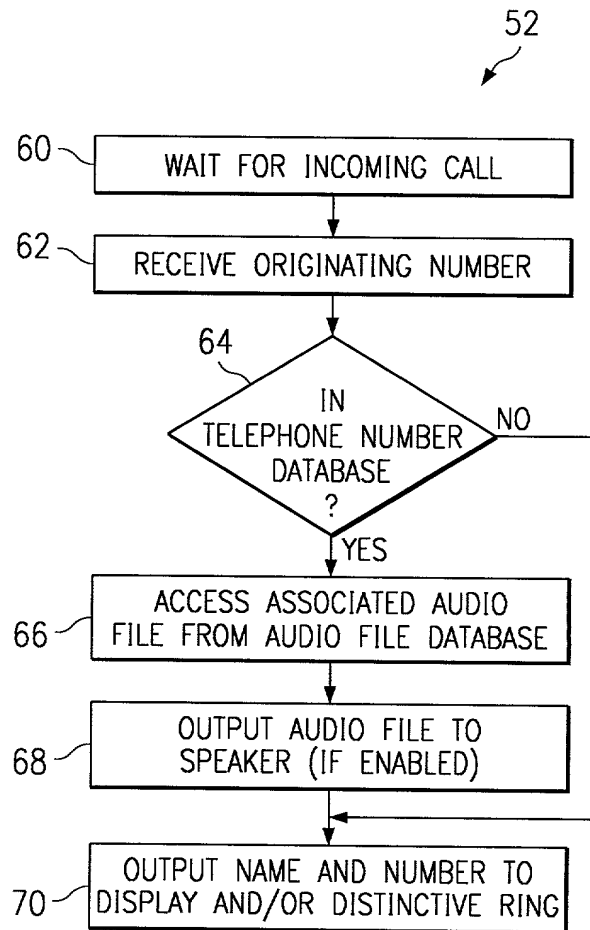 52
60
WAIT FOR INCOMING CALL
62
RECEIVE ORIGINATING NUMBER
64
IN
TELEPHONE NUMBER
DATABASE
?
NO
YES
66
ACCESS ASSOCIATED AUDIO
FILE FROM AUDIO FILE DATABASE
68
OUTPUT AUDIO FILE TO
SPEAKER (IF ENABLED)
70
OUTPUT NAME AND NUMBER TO
DISPLAY AND/OR DISTINCTIVE RING